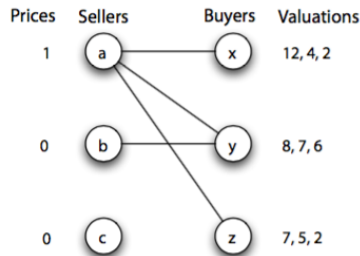 Prices Sellers Buyers Valuations
1 a x 12, 4, 2
0 b y 8, 7, 6
0 c z 7, 5, 2